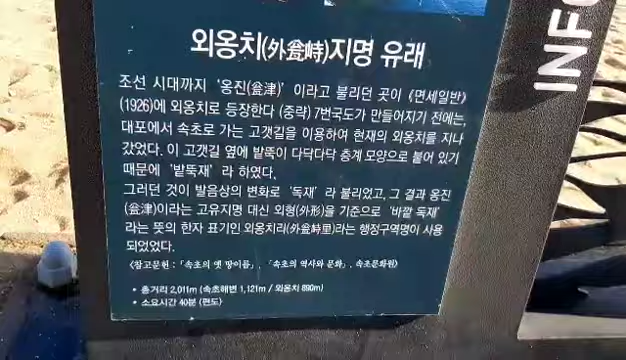 INFO
외옹치(外瓮峙)지명 유래
조선 시대까지 '옹진(瓮津)' 이라고 불리던 곳이 《면세일반》
(1926)에 외옹치로 등장한다 (중략) 7번국도가 만들어지기 전에는,
대포에서 속초로 가는 고갯길을 이용하여 현재의 외옹치를 지나
갔었다. 이 고갯길 옆에 밭뚝이 다닥다닥 층계 모양으로 붙어 있기
때문에 '밭뚝재' 라 하였다.
그러던 것이 발음상의 변화로 '독재' 라 불리었고, 그 결과 옹진
(瓮津)이라는 고유지명 대신 외형(外形)을 기준으로 '바깥 독재'
라는 뜻의 한자 표기인 외옹치리(外瓮峙里)라는 행정구역명이 사용
되었었다.
〈참고문헌 : 「속초의 옛 땅이름」, 「속초의 역사와 문화」, 속초문화원〉
• 총거리 2,011m (속초해변 1,121m / 외옹치 890m)
• 소요시간 40분 (편도)